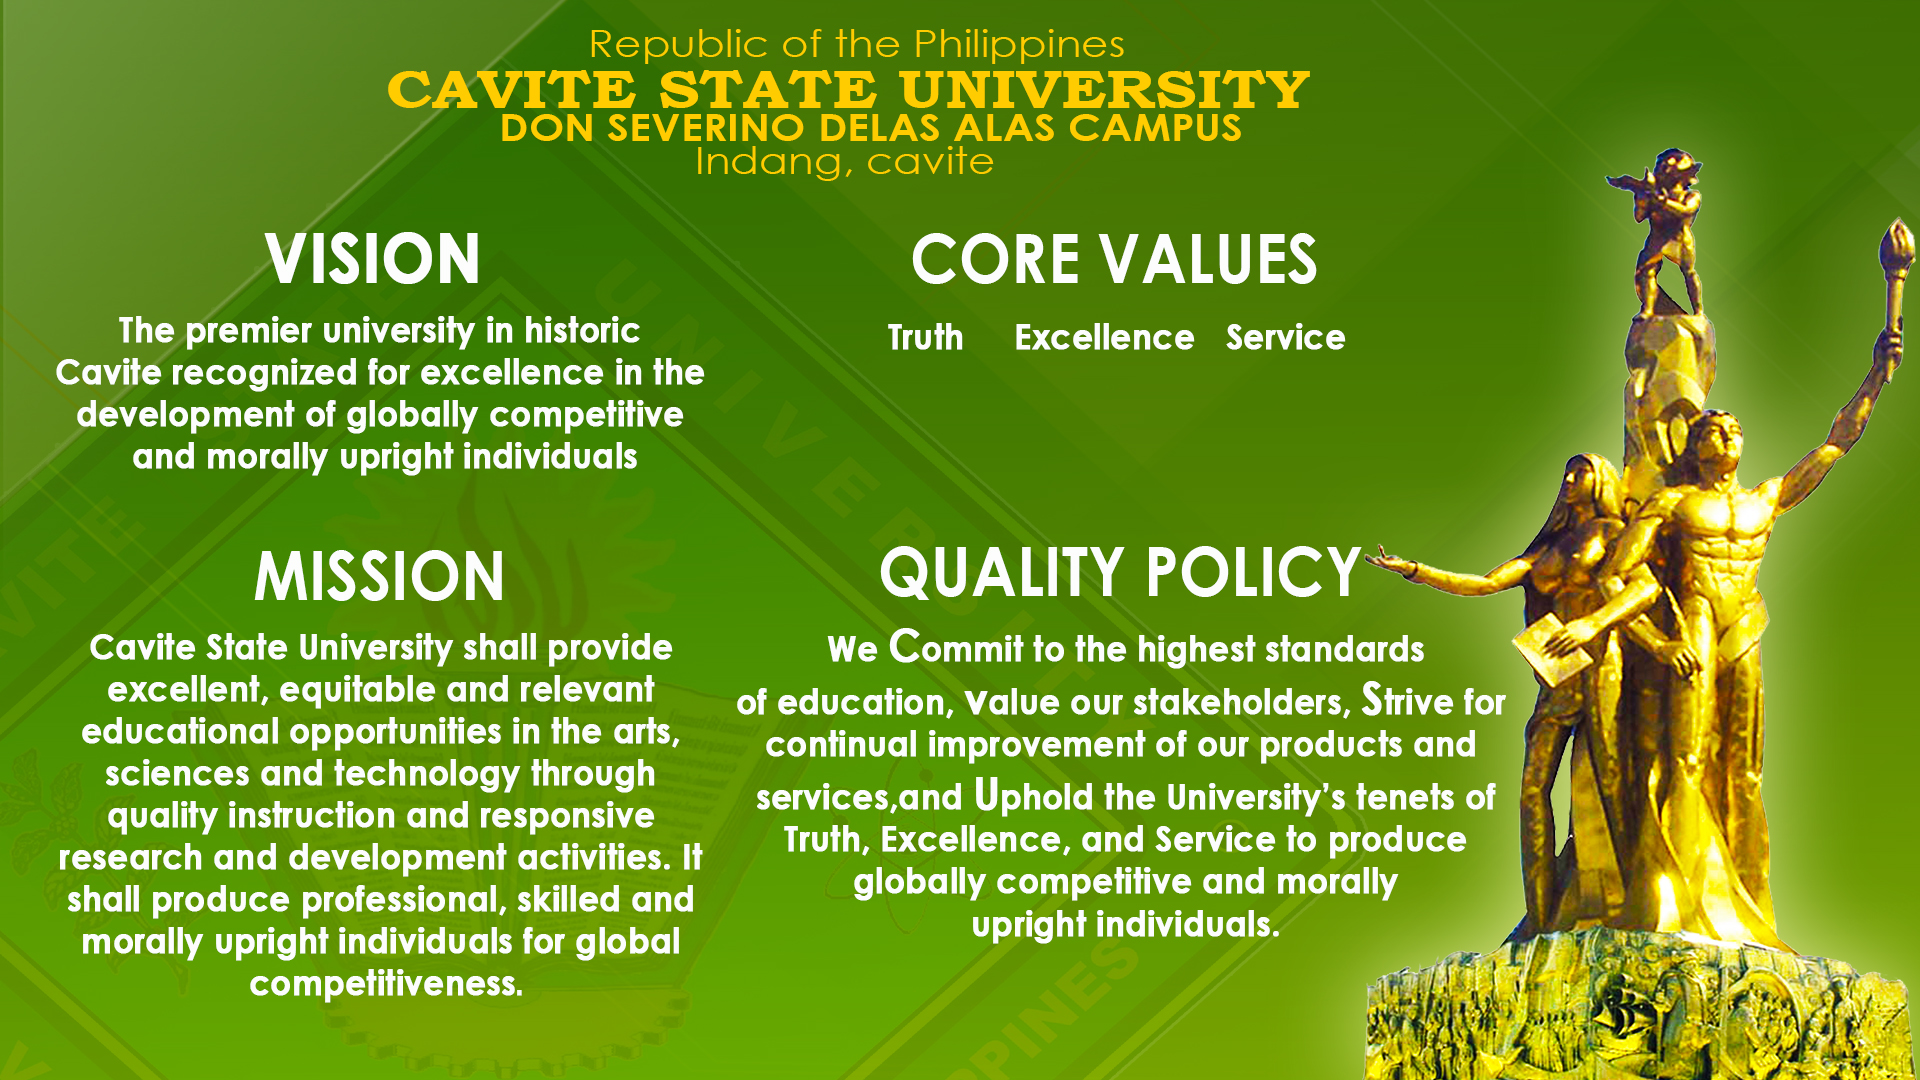 Republic of the Philippines
CAVITE STATE UNIVERSITY
DON SEVERINO DELAS ALAS CAMPUS
Indang, cavite
VISION
The premier university in historic
Cavite recognized for excellence in the
development of globally competitive
and morally upright individuals
MISSION
Cavite State University shall provide
excellent, equitable and relevant
educational opportunities in the arts,
sciences and technology through
quality instruction and responsive
research and development activities. It
shall produce professional, skilled and
morally upright individuals for global
competitiveness.
CORE VALUES
Truth Excellence Service
QUALITY POLICY
We Commit to the highest standards
of education, value our stakeholders, Strive for
continual improvement of our products and
services,and Uphold the University’s tenets of
Truth, Excellence, and Service to produce
globally competitive and morally
upright individuals.